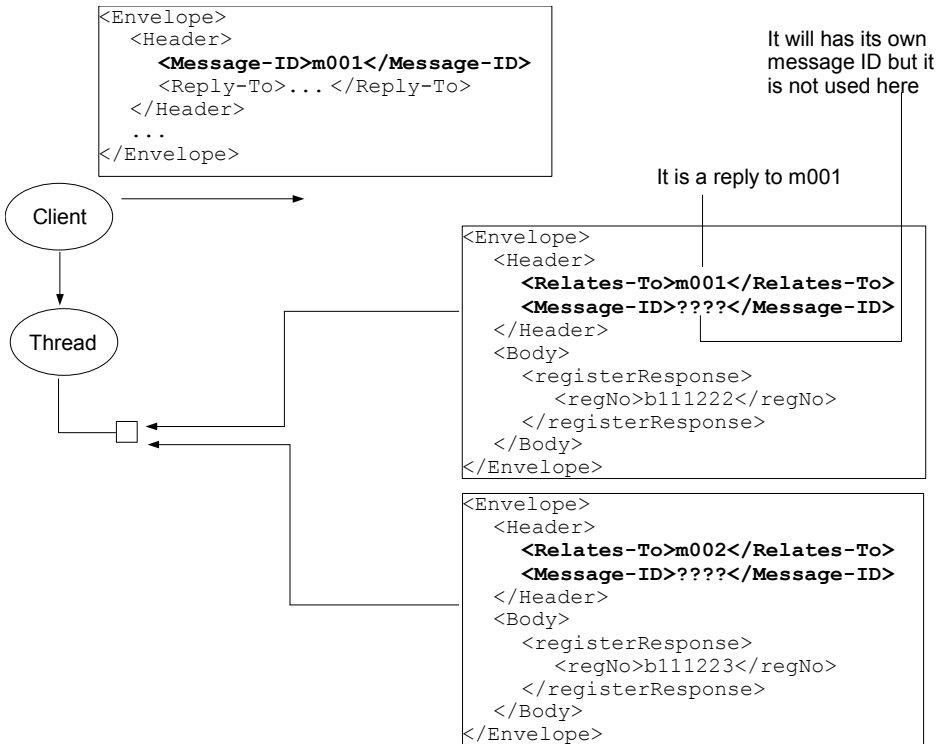 <Envelope>
<Header>
<Message-ID>m001</Message-ID>
<Reply-To>... </Reply-To>
</Header>
...
</Envelope>
It will has its own
message ID but it
is not used here
It is a reply to m001
Client
Thread
<Envelope>
<Header>
<Relates-To>m001</Relates-To>
<Message-ID>????</Message-ID>
</Header>
<Body>
<registerResponse>
<regNo>b111222</regNo>
</registerResponse>
</Body>
</Envelope>
<Envelope>
<Header>
<Relates-To>m002</Relates-To>
<Message-ID>????</Message-ID>
</Header>
<Body>
<registerResponse>
<regNo>b111223</regNo>
</registerResponse>
</Body>
</Envelope>